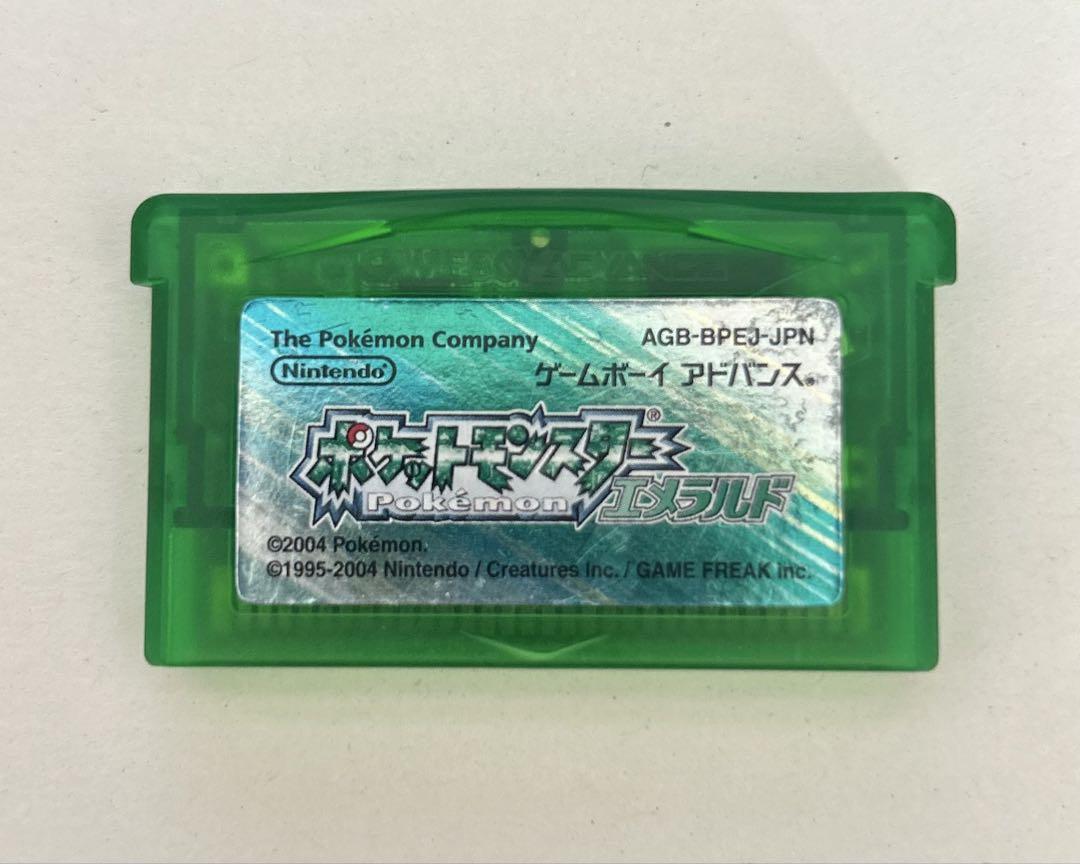 GAME BOY ADVANCE
The Pokémon Company
AGB-BPEJ-JPN
Nintendo®
ゲームボーイ アドバンス®
ポケットモンスター®
Pokémon
エメラルド
©2004 Pokémon.
©1995-2004 Nintendo / Creatures Inc. / GAME FREAK inc.